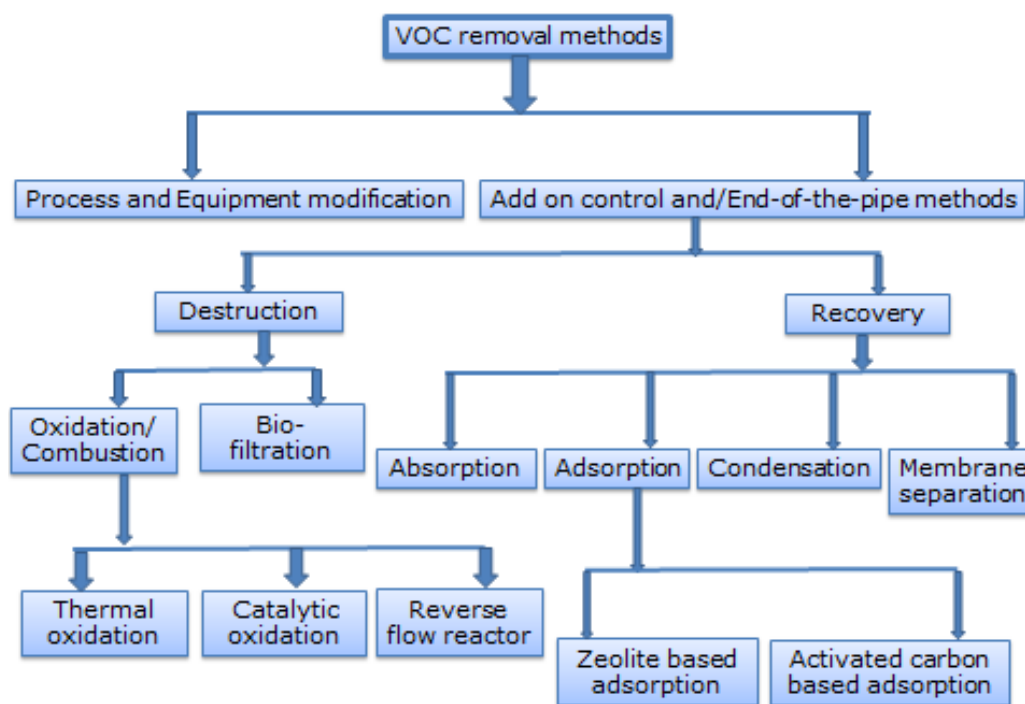 VOC removal methods
Process and Equipment modification
Add on control and/End-of-the-pipe methods
Destruction
Recovery
Oxidation/
Combustion
Bio-
filtration
Absorption
Adsorption
Condensation
Membrane
separation
Thermal
oxidation
Catalytic
oxidation
Reverse
flow reactor
Zeolite based
adsorption
Activated carbon
based adsorption